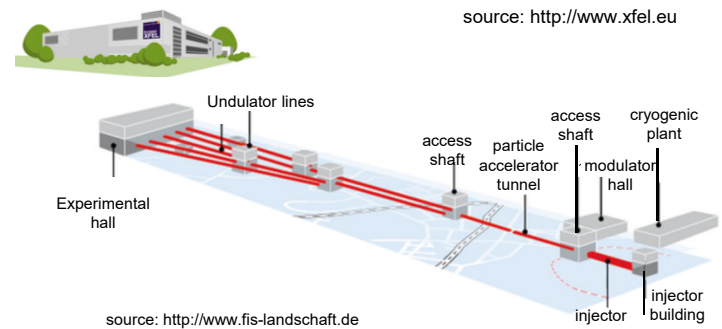 source: http://www.xfel.eu
XFEL
Undulator lines
access
shaft
cryogenic
plant
access
shaft
particle
accelerator
tunnel
modulator
hall
Experimental
hall
injector
injector
building
source: http://www.fis-landschaft.de